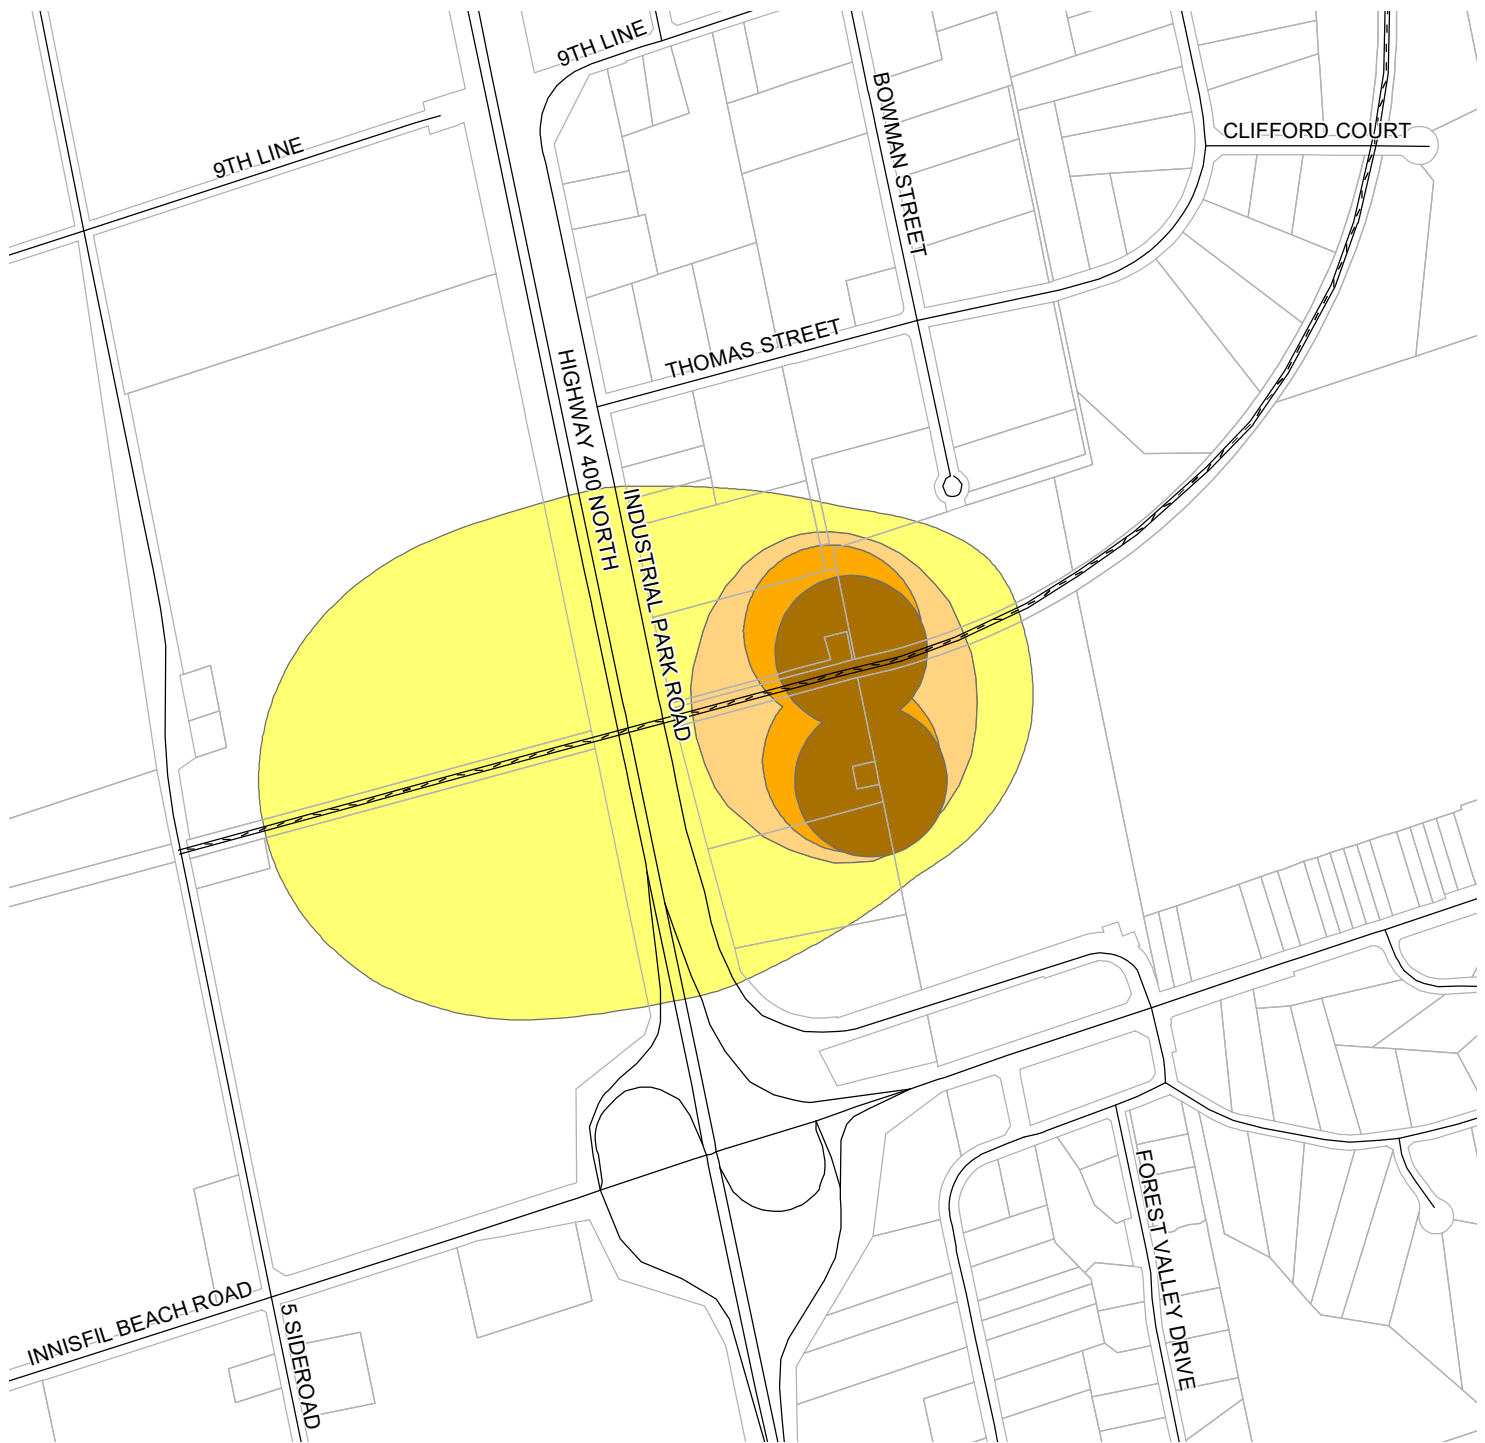 9TH LINE
9TH LINE
BOWMAN STREET
CLIFFORD COURT
THOMAS STREET
HIGHWAY 400 NORTH
INDUSTRIAL PARK ROAD
FOREST VALLEY DRIVE
INNISFIL BEACH ROAD
5 SIDEROAD